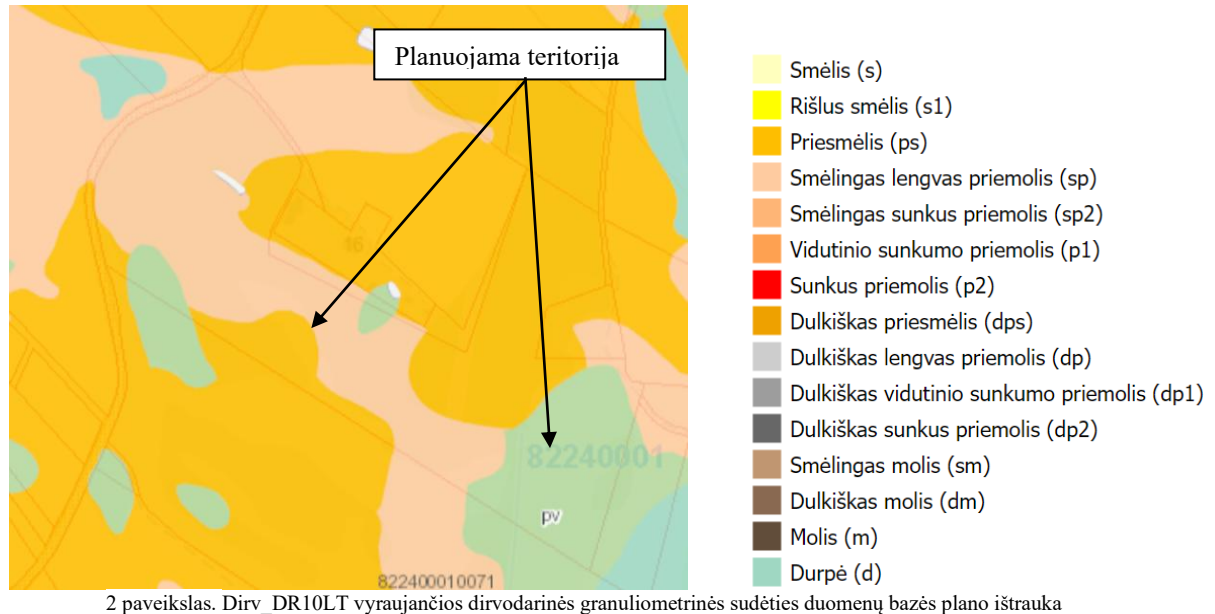 Planuojama teritorija
16
82240001
pv
822400010071
Smėlis (s)
Rišlus smėlis (s1)
Priesmėlis (ps)
Smėlingas lengvas priemolis (sp)
Smėlingas sunkus priemolis (sp2)
Vidutinio sunkumo priemolis (p1)
Sunkus priemolis (p2)
Dulkiškas priesmėlis (dps)
Dulkiškas lengvas priemolis (dp)
Dulkiškas vidutinio sunkumo priemolis (dp1)
Dulkiškas sunkus priemolis (dp2)
Smėlingas molis (sm)
Dulkiškas molis (dm)
Molis (m)
Durpė (d)
2 paveikslas. Dirv_DR10LT vyraujančios dirvodarinės granuliometrinės sudėties duomenų bazės plano ištrauka